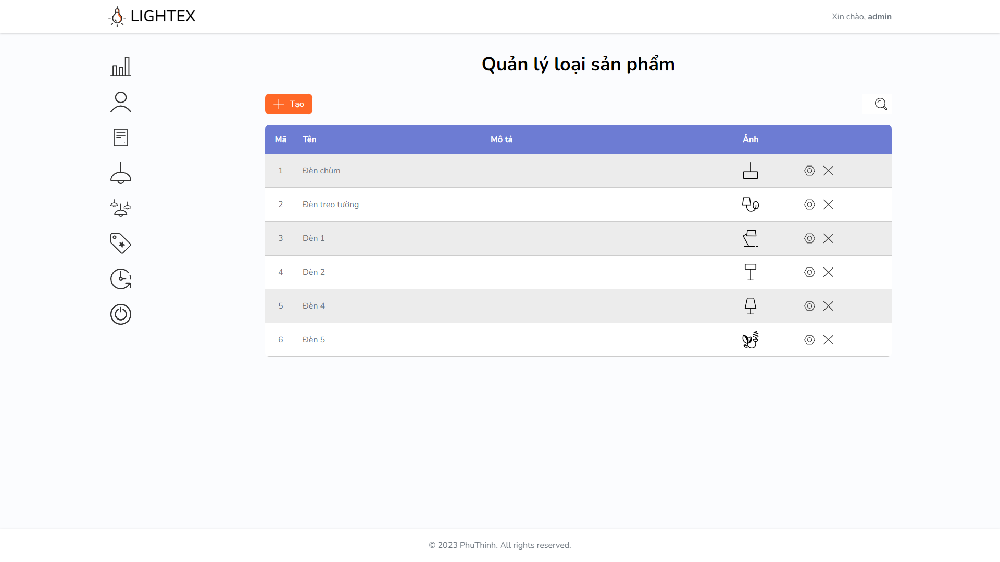 LIGHTEX
Xin chào, admin
Quản lý loại sản phẩm
Tạo
Mã Tên Mô tả Ảnh
1 Đèn chùm
2 Đèn treo tường
3 Đèn 1
4 Đèn 2
5 Đèn 4
6 Đèn 5
© 2023 PhuThinh. All rights reserved.